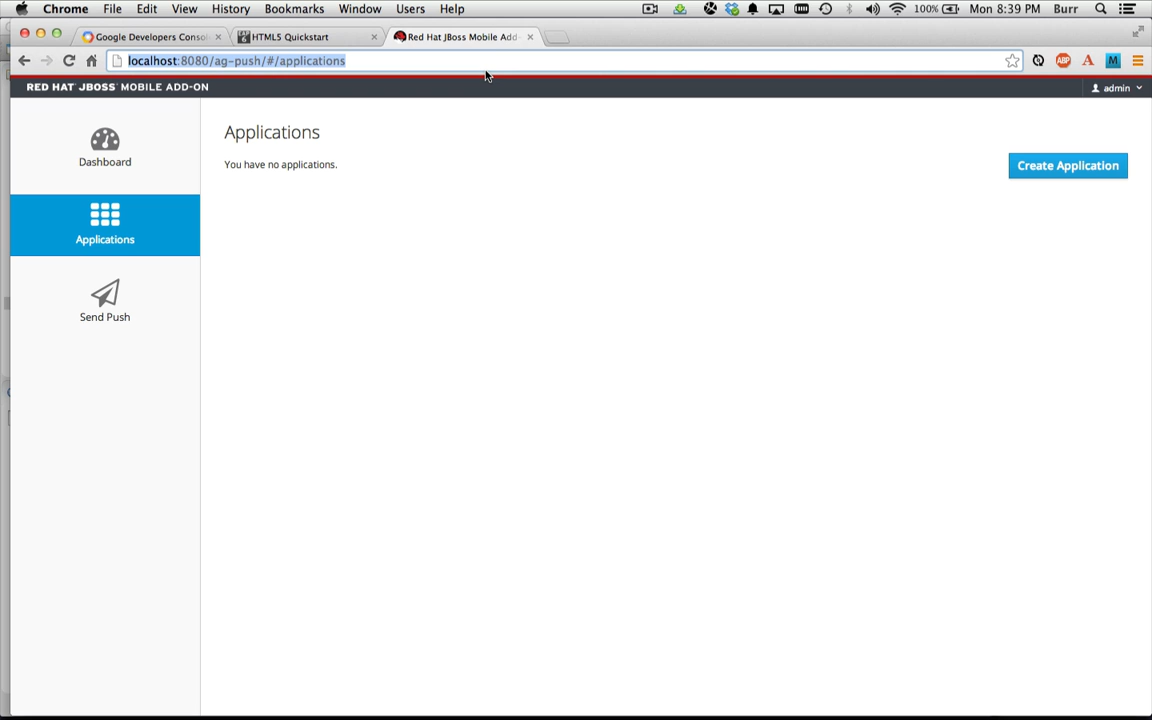 Chrome File Edit View History Bookmarks Window Users Help 100% Mon 8:39 PM Burr
Google Developers Consol HTML5 Quickstart Red Hat JBoss Mobile Add-
localhost:8080/ag-push/#/applications
RED HAT JBOSS MOBILE ADD-ON admin
Applications
Dashboard
You have no applications.
Create Application
Applications
Send Push